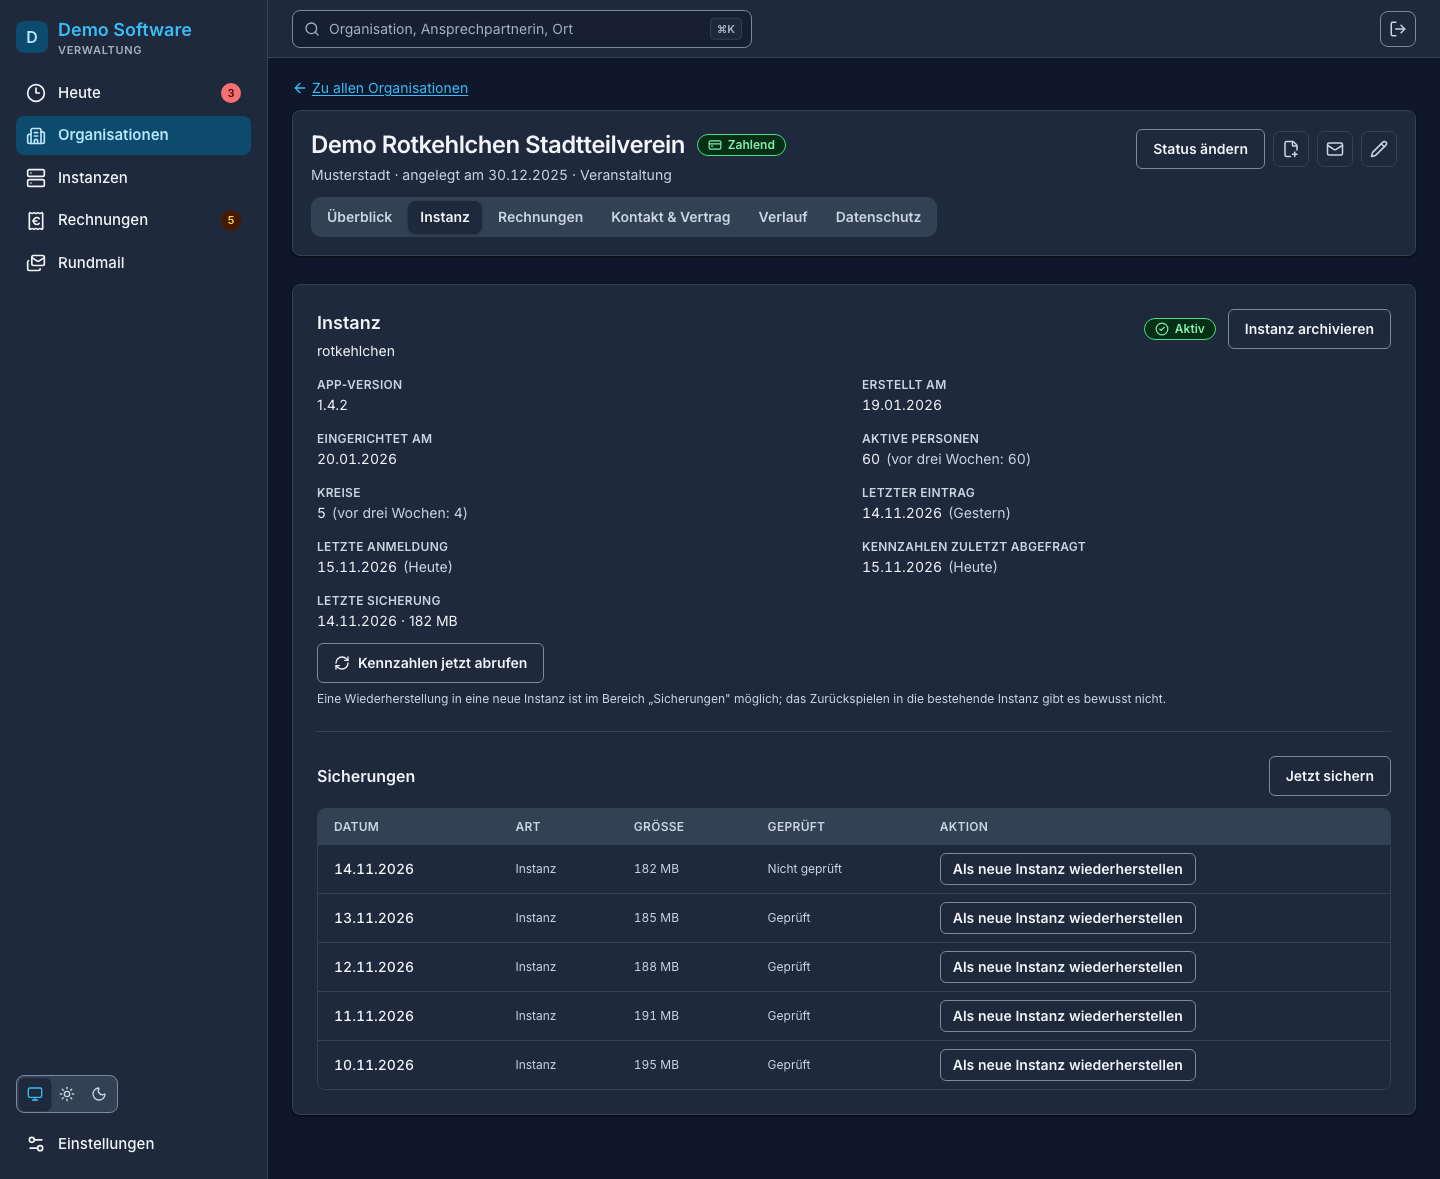 D
Demo Software
VERWALTUNG
Heute 3
Organisationen
Instanzen
Rechnungen 5
Rundmail
Einstellungen
Organisation, Ansprechpartnerin, Ort ⌘K
Zu allen Organisationen
Demo Rotkehlchen Stadtteilverein Zahlend
Status ändern
Musterstadt · angelegt am 30.12.2025 · Veranstaltung
Überblick Instanz Rechnungen Kontakt & Vertrag Verlauf Datenschutz
Instanz
Aktiv Instanz archivieren
rotkehlchen
APP-VERSION
1.4.2
ERSTELLT AM
19.01.2026
EINGERICHTET AM
20.01.2026
AKTIVE PERSONEN
60 (vor drei Wochen: 60)
KREISE
5 (vor drei Wochen: 4)
LETZTER EINTRAG
14.11.2026 (Gestern)
LETZTE ANMELDUNG
15.11.2026 (Heute)
KENNZAHLEN ZULETZT ABGEFRAGT
15.11.2026 (Heute)
LETZTE SICHERUNG
14.11.2026 · 182 MB
Kennzahlen jetzt abrufen
Eine Wiederherstellung in eine neue Instanz ist im Bereich „Sicherungen" möglich; das Zurückspielen in die bestehende Instanz gibt es bewusst nicht.
Sicherungen Jetzt sichern
DATUM ART GRÖSSE GEPRÜFT AKTION
14.11.2026 Instanz 182 MB Nicht geprüft Als neue Instanz wiederherstellen
13.11.2026 Instanz 185 MB Geprüft Als neue Instanz wiederherstellen
12.11.2026 Instanz 188 MB Geprüft Als neue Instanz wiederherstellen
11.11.2026 Instanz 191 MB Geprüft Als neue Instanz wiederherstellen
10.11.2026 Instanz 195 MB Geprüft Als neue Instanz wiederherstellen